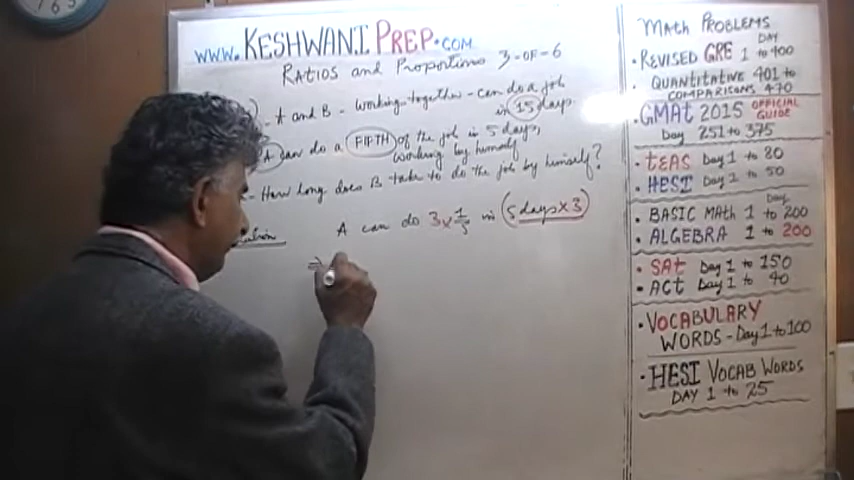 WWW.KESHWANIPREP.COM
RATIOS and PROPORTIONS 3-OF-6
- A and B - working-together - can do a job
in 15 days.
A can do a FIFTH of the job in 5 days,
working by himself
- How long does B take to do the job by himself?
A can do 3 x 1/5 in (5 days x 3)
MATH PROBLEMS
DAY
• REVISED GRE 1 to 400
• QUANTITATIVE 401 to
COMPARISONS 470
• GMAT 2015 OFFICIAL
GUIDE
Day 251 to 375
• TEAS Day 1 to 80
• HESI Day 1 to 50
Day
• BASIC MATH 1 to 200
• ALGEBRA 1 to 200
• SAT Day 1 to 150
• ACT Day 1 to 40
• VOCABULARY
WORDS - Day 1 to 100
• HESI VOCAB WORDS
DAY 1 to 25